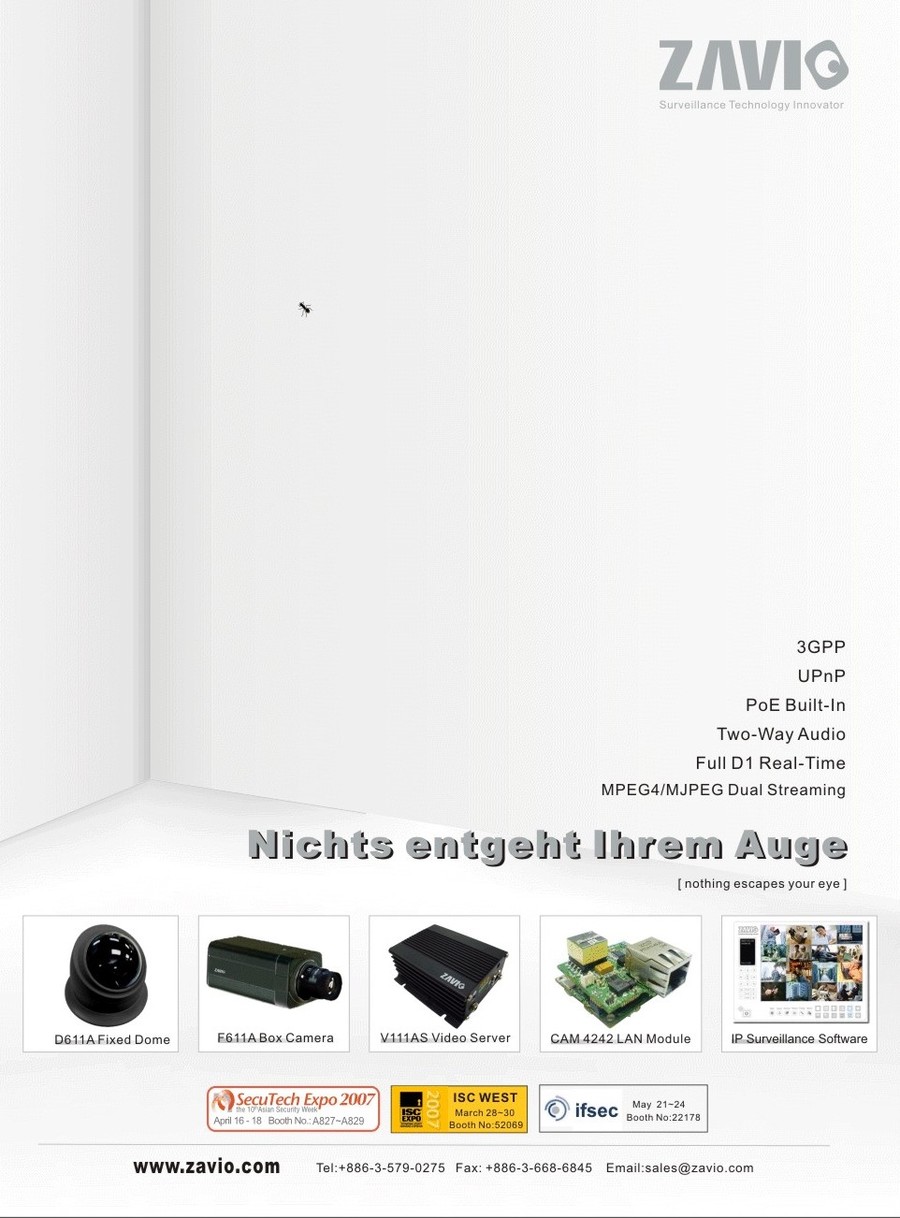 ZAVIO
Surveillance Technology Innovator
3GPP
UPnP
PoE Built-In
Two-Way Audio
Full D1 Real-Time
MPEG4/MJPEG Dual Streaming
Nichts entgeht Ihrem Auge
[ nothing escapes your eye ]
ZAVIO
ZAVIO
ZAVIO
D611A Fixed Dome
F611A Box Camera
V111AS Video Server
CAM 4242 LAN Module
IP Surveillance Software
SecuTech Expo 2007
the 10th Asian Security Week
April 16 - 18 Booth No.: A827~A829
ISC
EXPO
2007
ISC WEST
March 28~30
Booth No:52069
ifsec
May 21~24
Booth No:22178
www.zavio.com Tel:+886-3-579-0275 Fax: +886-3-668-6845 Email:sales@zavio.com